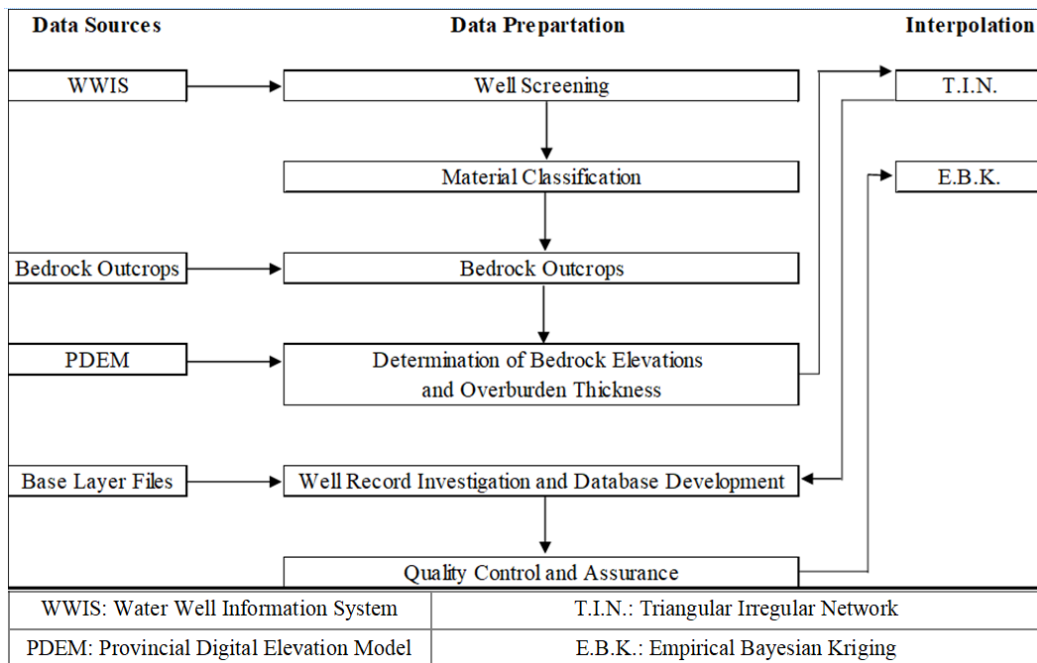 Data Sources
Data Prepartation
Interpolation
WWIS
Well Screening
T.I.N.
Material Classification
E.B.K.
Bedrock Outcrops
Bedrock Outcrops
PDEM
Determination of Bedrock Elevations
and Overburden Thickness
Base Layer Files
Well Record Investigation and Database Development
Quality Control and Assurance
WWIS: Water Well Information System
T.I.N.: Triangular Irregular Network
PDEM: Provincial Digital Elevation Model
E.B.K.: Empirical Bayesian Kriging